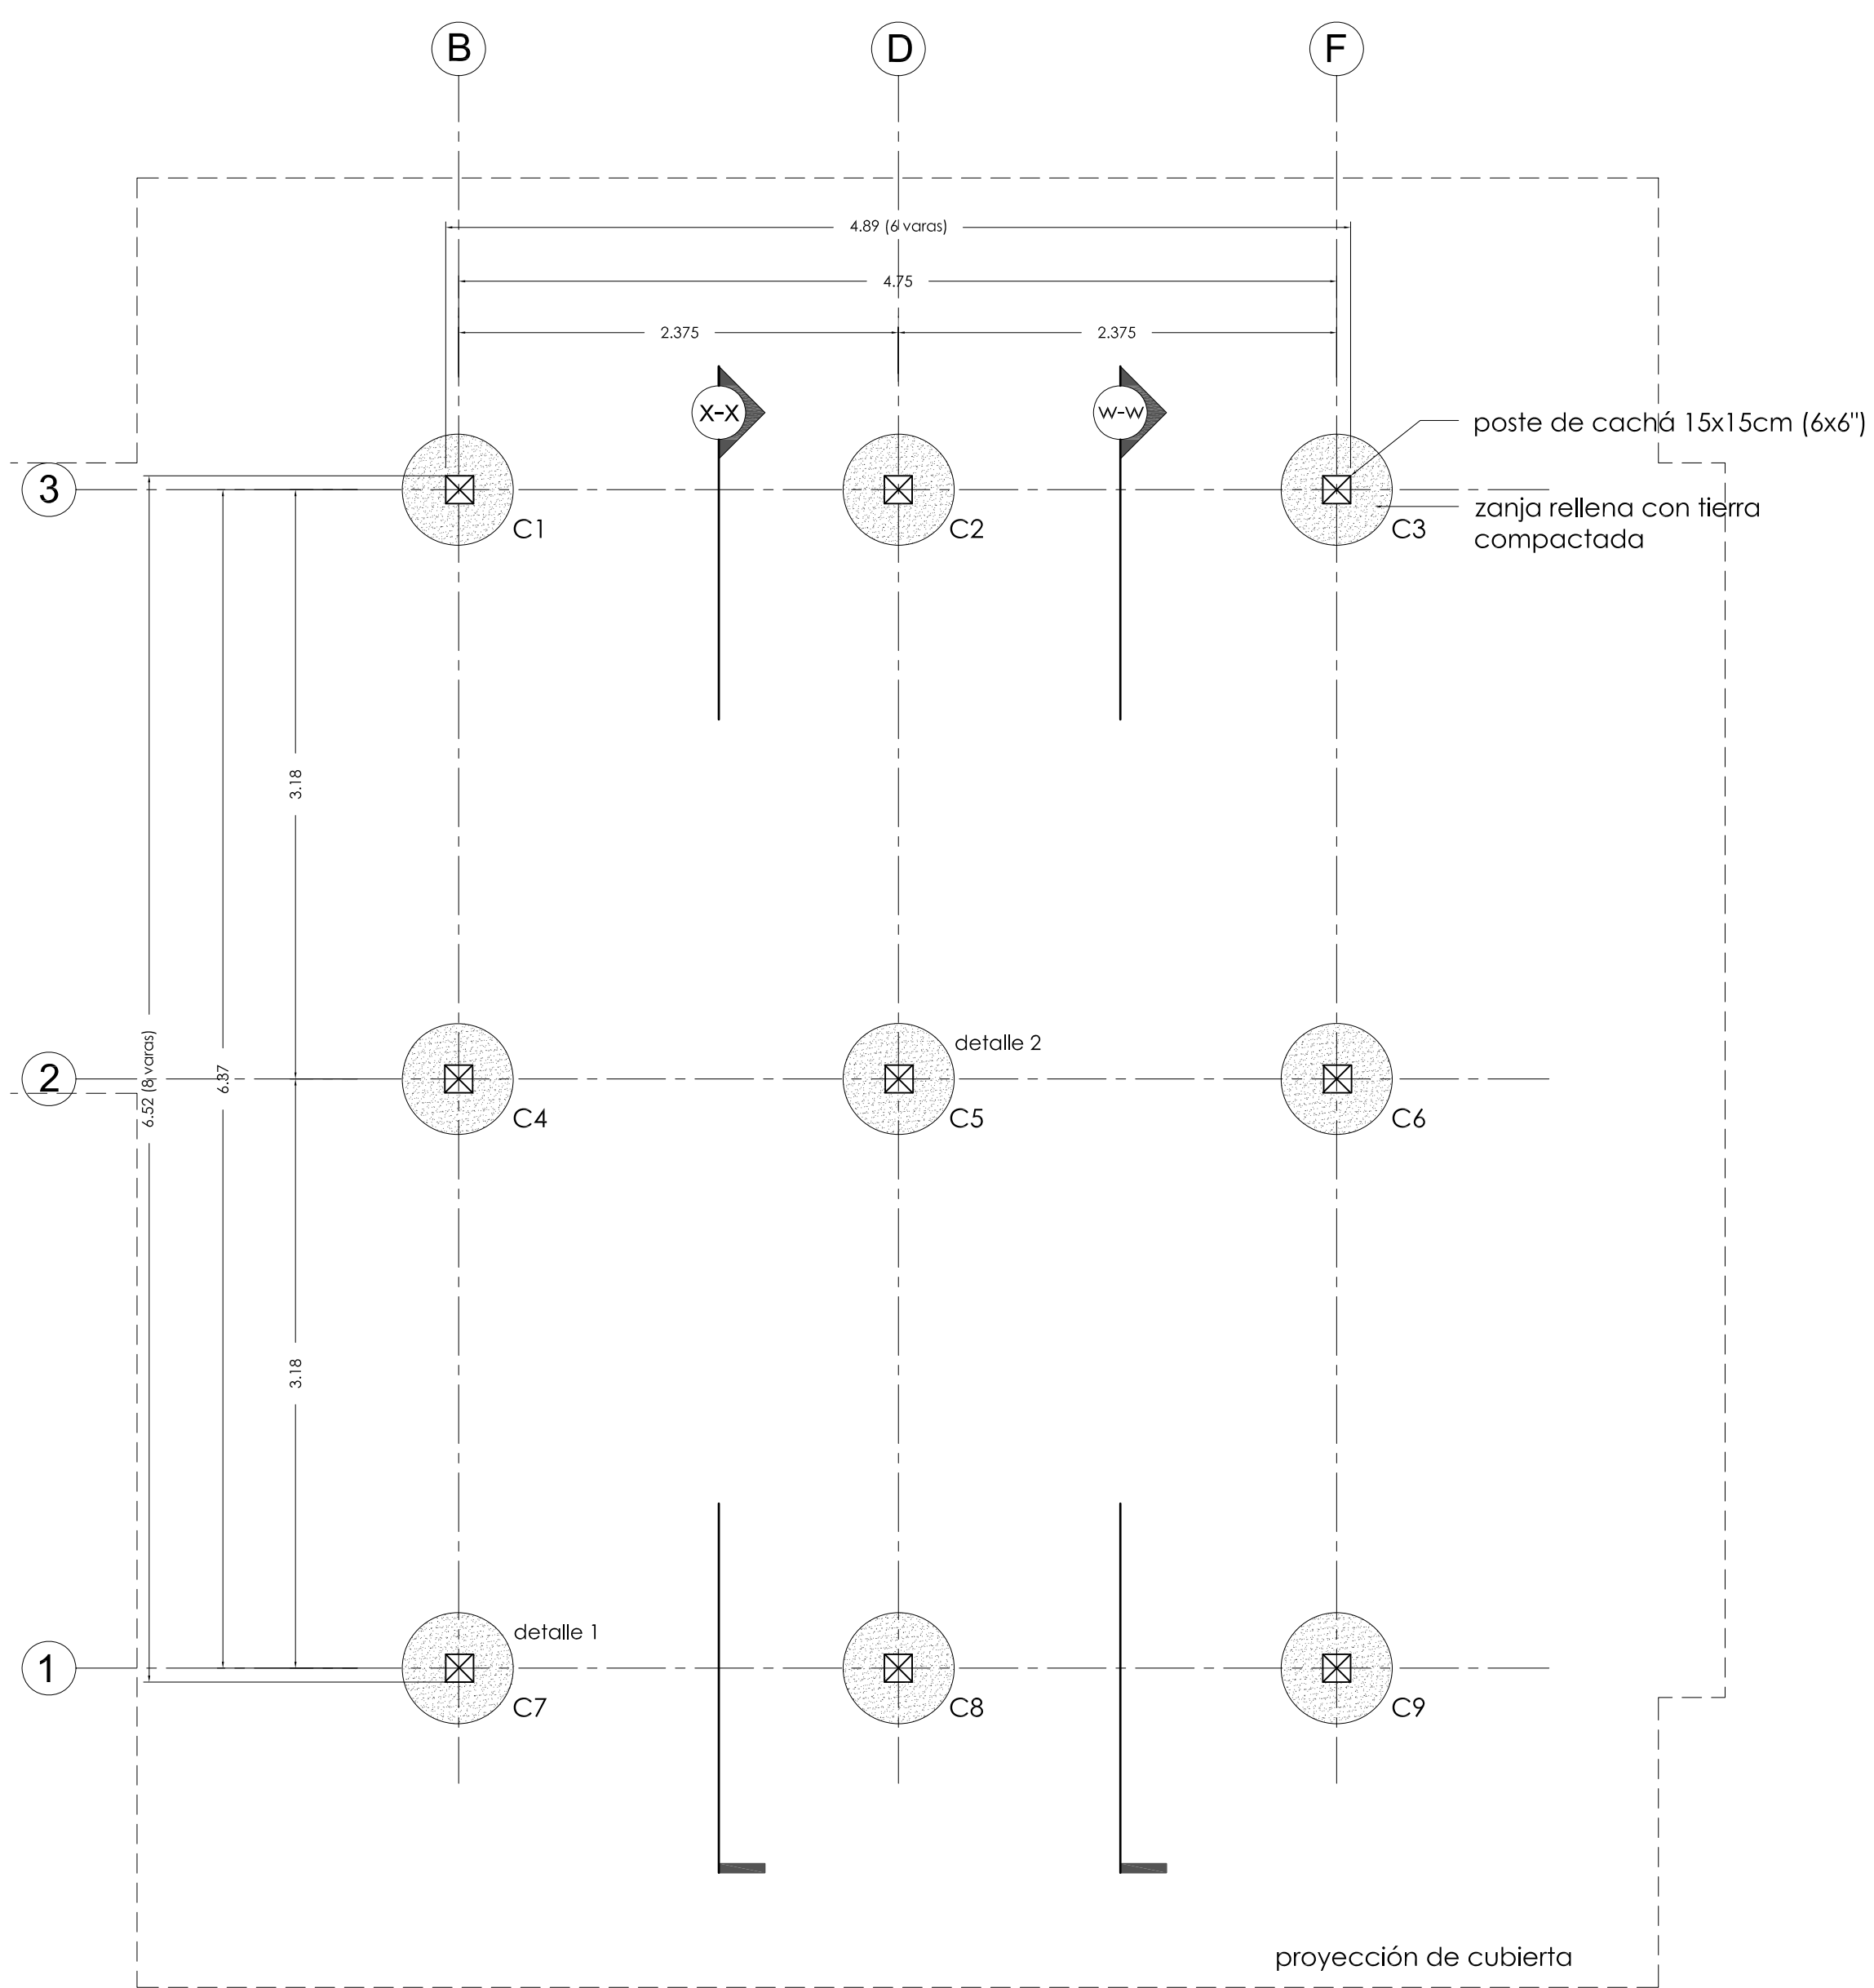 B
D
F
4.89 (6 varas)
4.75
2.375
2.375
X-X
W-W
poste de cachá 15x15cm (6x6")
3
C1
C2
C3
zanja rellena con tierra
compactada
3.18
6.52 (8 varas)
6.37
2
detalle 2
C4
C5
C6
3.18
detalle 1
1
C7
C8
C9
proyección de cubierta